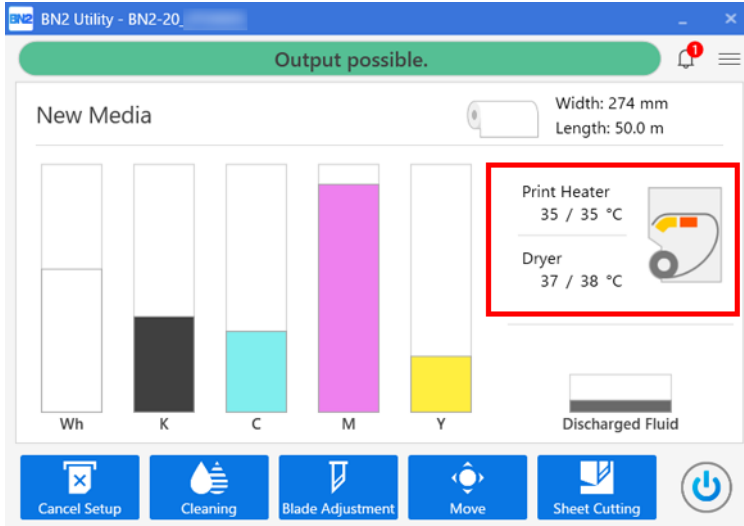 BN2 BN2 Utility - BN2-20_
Output possible.
1
New Media
Width: 274 mm
Length: 50.0 m
Print Heater
35 / 35 °C
Dryer
37 / 38 °C
Wh K C M Y
Discharged Fluid
Cancel Setup
Cleaning
Blade Adjustment
Move
Sheet Cutting